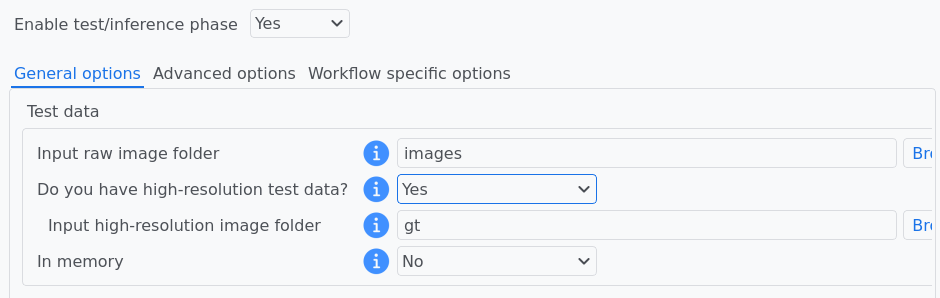 Enable test/inference phase Yes
General options Advanced options Workflow specific options
Test data
Input raw image folder i images
Do you have high-resolution test data? i Yes
Input high-resolution image folder i gt
In memory i No